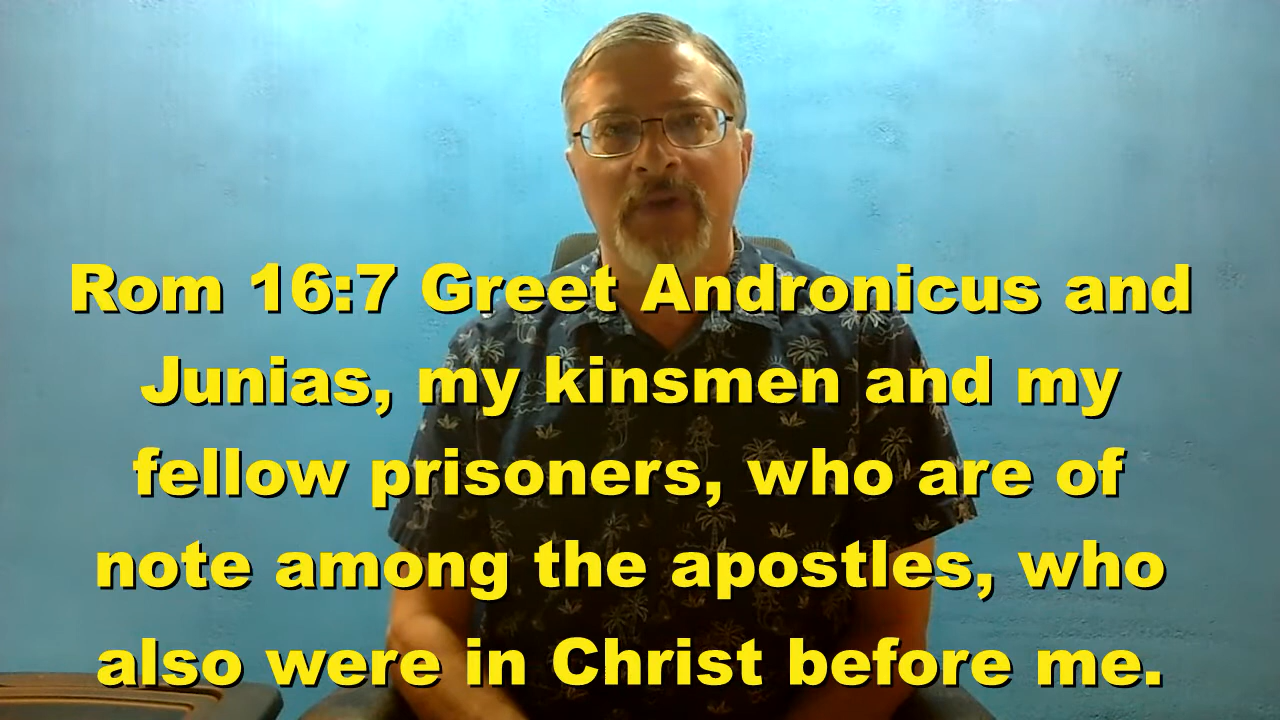 Rom 16:7 Greet Andronicus and
Junias, my kinsmen and my
fellow prisoners, who are of
note among the apostles, who
also were in Christ before me.